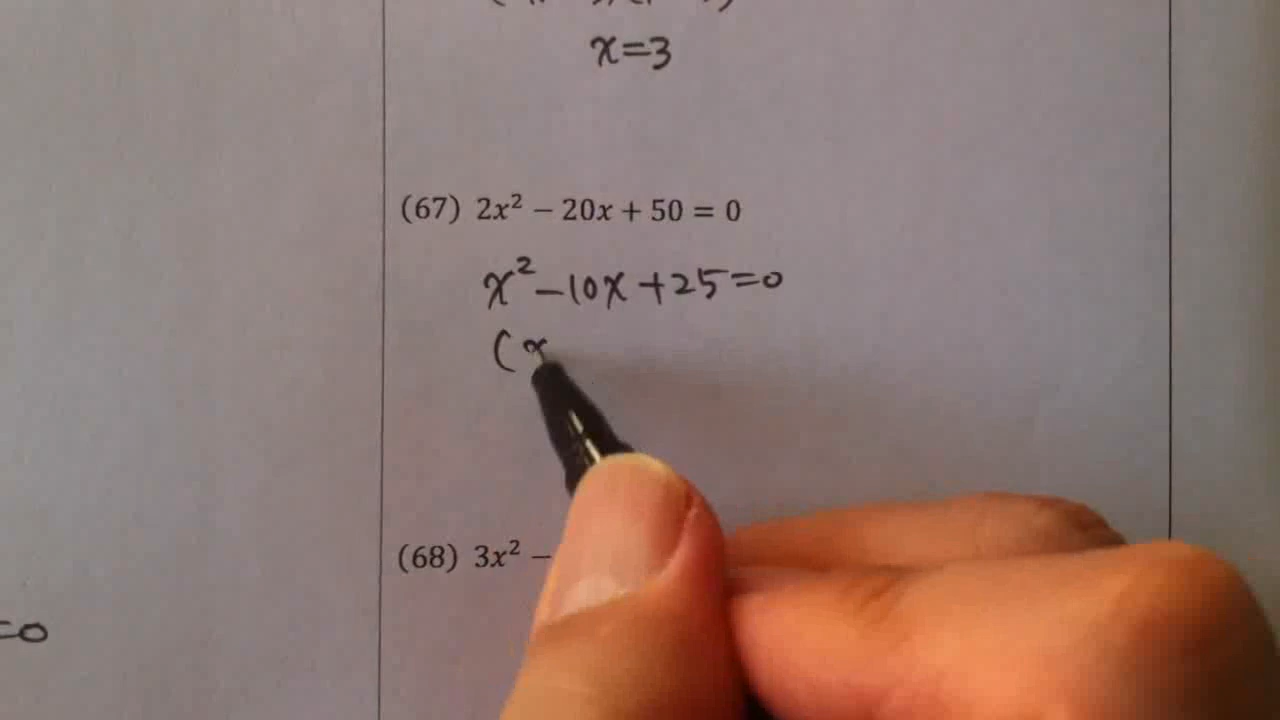 x=3
(67) 2x² − 20x + 50 = 0
x²−10x+25=0
(x
(68) 3x² −
=0